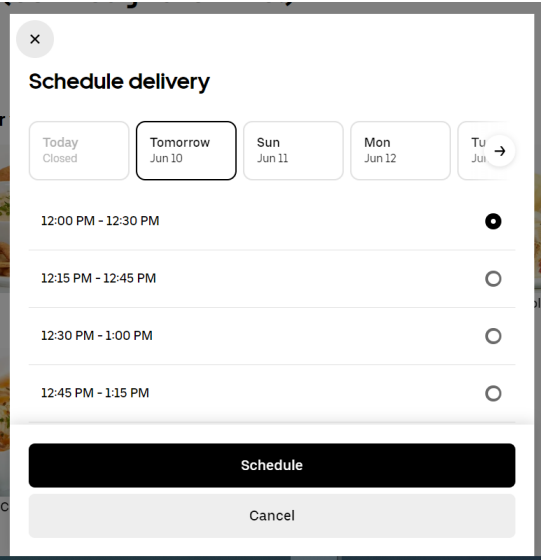 Schedule delivery
Today
Closed
Tomorrow
Jun 10
Sun
Jun 11
Mon
Jun 12
12:00 PM - 12:30 PM
12:15 PM - 12:45 PM
12:30 PM - 1:00 PM
12:45 PM - 1:15 PM
Schedule
Cancel